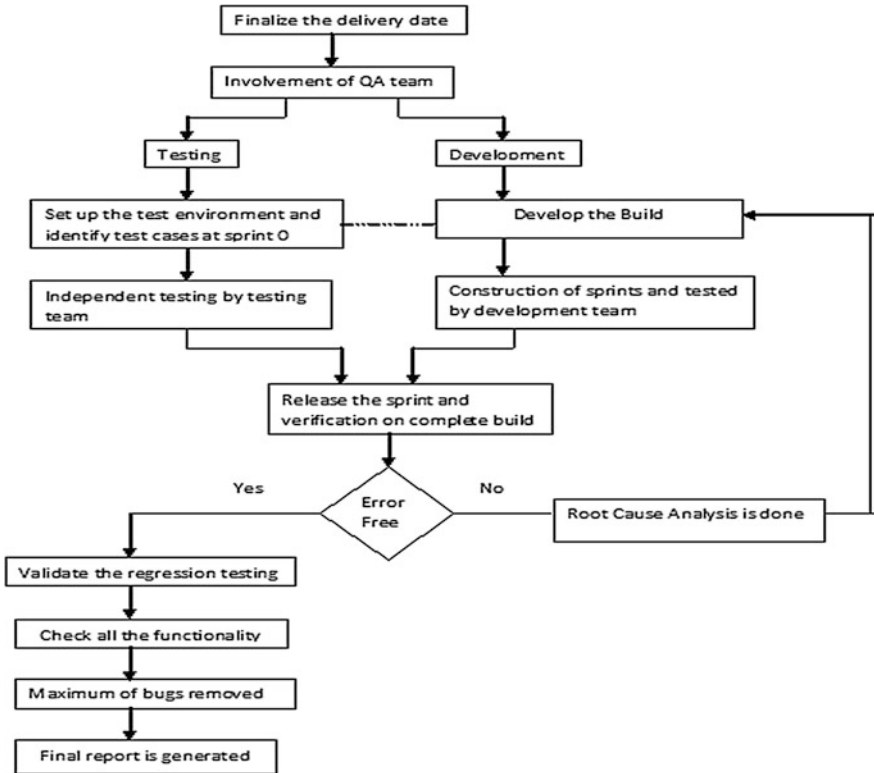 Finalize the delivery date
Involvement of QA team
Testing
Development
Set up the test environment and
identify test cases at sprint 0
Develop the Build
Independent testing by testing
team
Construction of sprints and tested
by development team
Release the sprint and
verification on complete build
Yes
Error
Free
No
Root Cause Analysis is done
Validate the regression testing
Check all the functionality
Maximum of bugs removed
Final report is generated